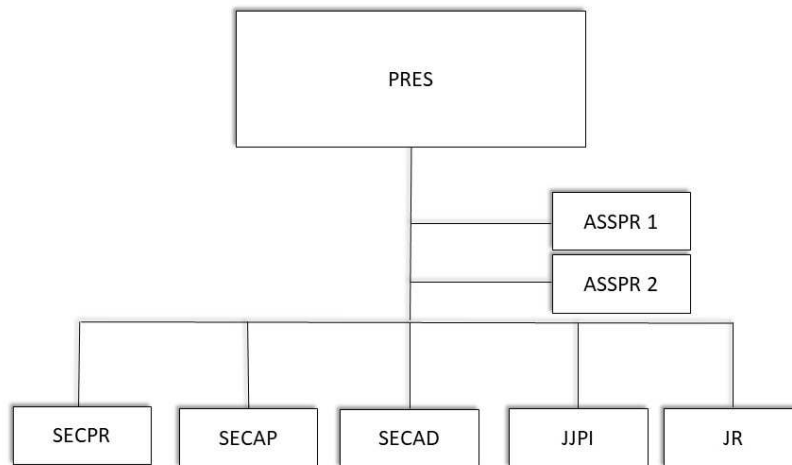 PRES
ASSPR 1
ASSPR 2
SECPR
SECAP
SECAD
JJPI
JR